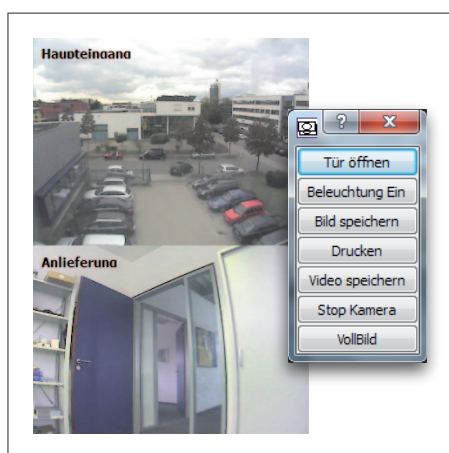 Haupteingang
?
X
Tür öffnen
Beleuchtung Ein
Bild speichern
Drucken
Video speichern
Stop Kamera
VollBild
Anlieferung